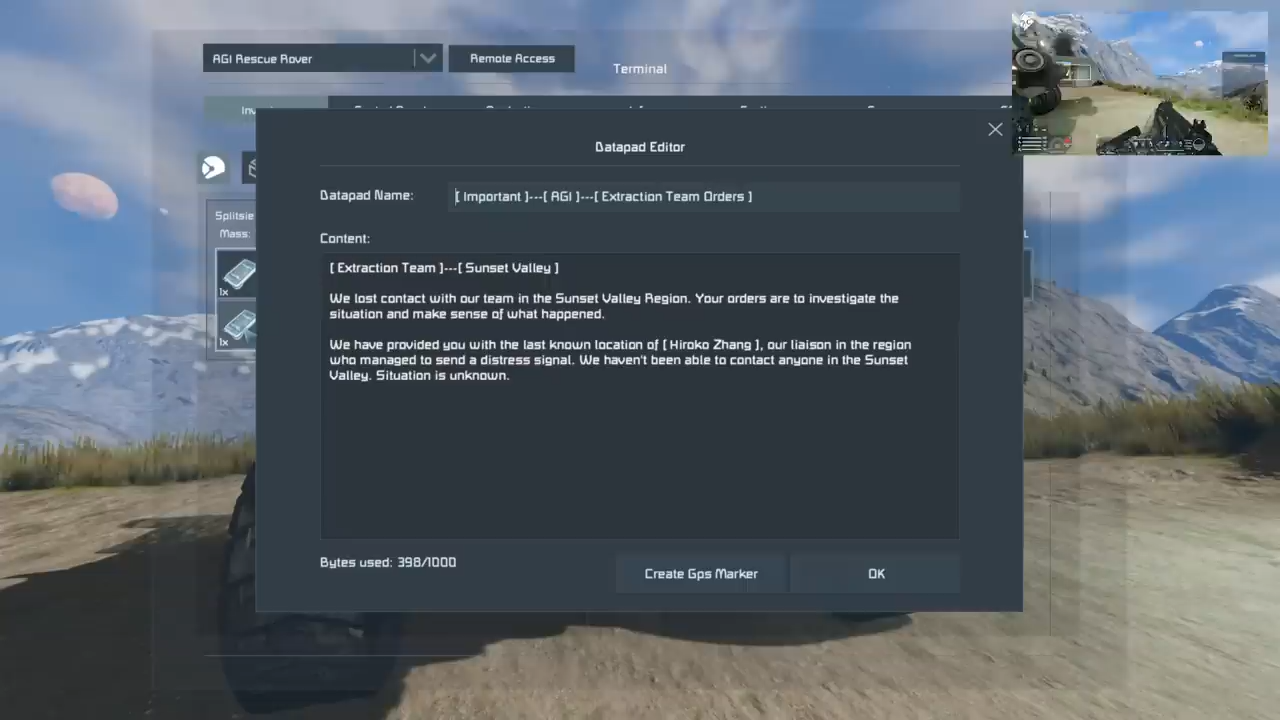 AGI Rescue Rover
Remote Access
Terminal
Datapad Editor
Datapad Name:
[ Important ]---[ AGI ]---[ Extraction Team Orders ]
Splitsie
Mass:
1x
1x
Content:
[ Extraction Team ]---[ Sunset Valley ]
We lost contact with our team in the Sunset Valley Region. Your orders are to investigate the
situation and make sense of what happened.
We have provided you with the last known location of [ Hiroko Zhang ], our liaison in the region
who managed to send a distress signal. We haven't been able to contact anyone in the Sunset
Valley. Situation is unknown.
Bytes used: 398/1000
Create Gps Marker
OK